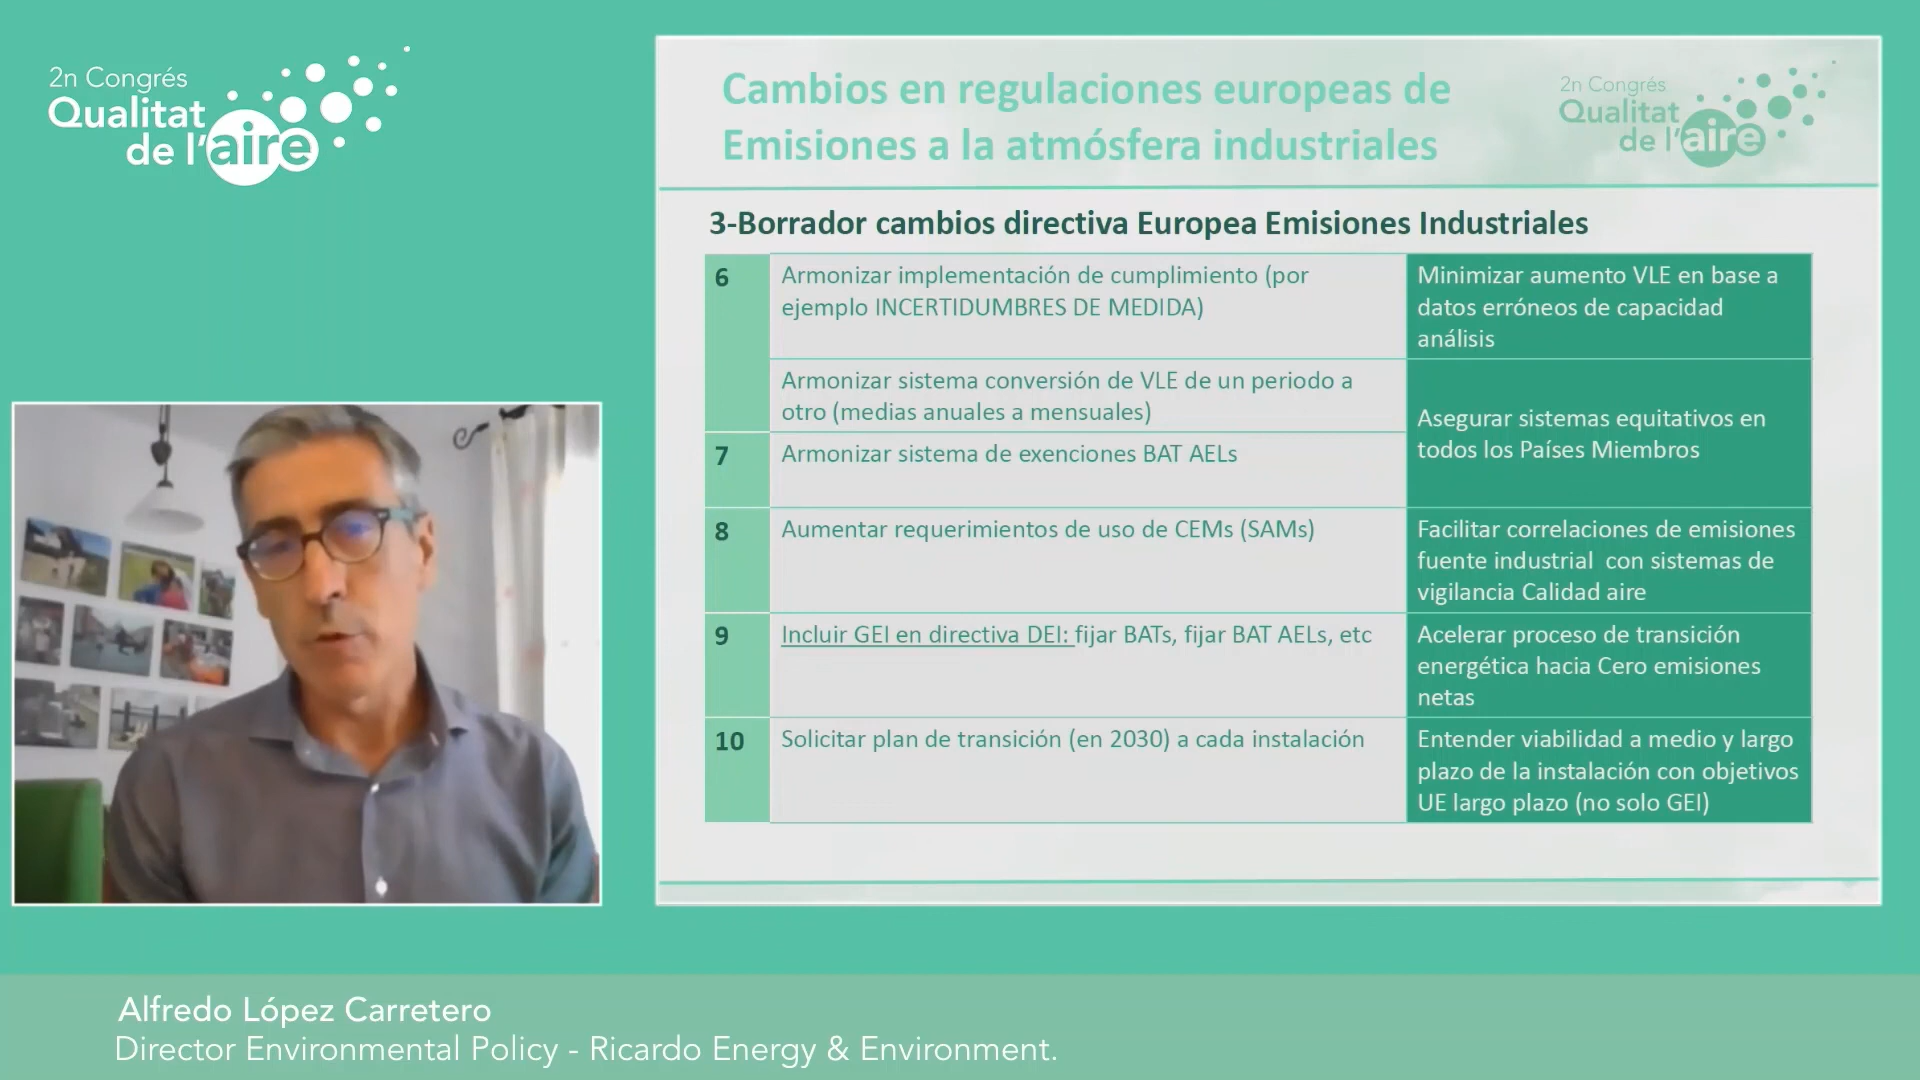 2n Congrés
Qualitat
de l'aire
Cambios en regulaciones europeas de
Emisiones a la atmósfera industriales
2n Congrés
Qualitat
de l'aire
3-Borrador cambios directiva Europea Emisiones Industriales
6
Armonizar implementación de cumplimiento (por
ejemplo INCERTIDUMBRES DE MEDIDA)
Minimizar aumento VLE en base a
datos erróneos de capacidad
análisis
Armonizar sistema conversión de VLE de un periodo a
otro (medias anuales a mensuales)
Asegurar sistemas equitativos en
todos los Países Miembros
7
Armonizar sistema de exenciones BAT AELs
8
Aumentar requerimientos de uso de CEMs (SAMs)
Facilitar correlaciones de emisiones
fuente industrial con sistemas de
vigilancia Calidad aire
9
Incluir GEI en directiva DEI: fijar BATs, fijar BAT AELs, etc
Acelerar proceso de transición
energética hacia Cero emisiones
netas
10
Solicitar plan de transición (en 2030) a cada instalación
Entender viabilidad a medio y largo
plazo de la instalación con objetivos
UE largo plazo (no solo GEI)
Alfredo López Carretero
Director Environmental Policy - Ricardo Energy & Environment.